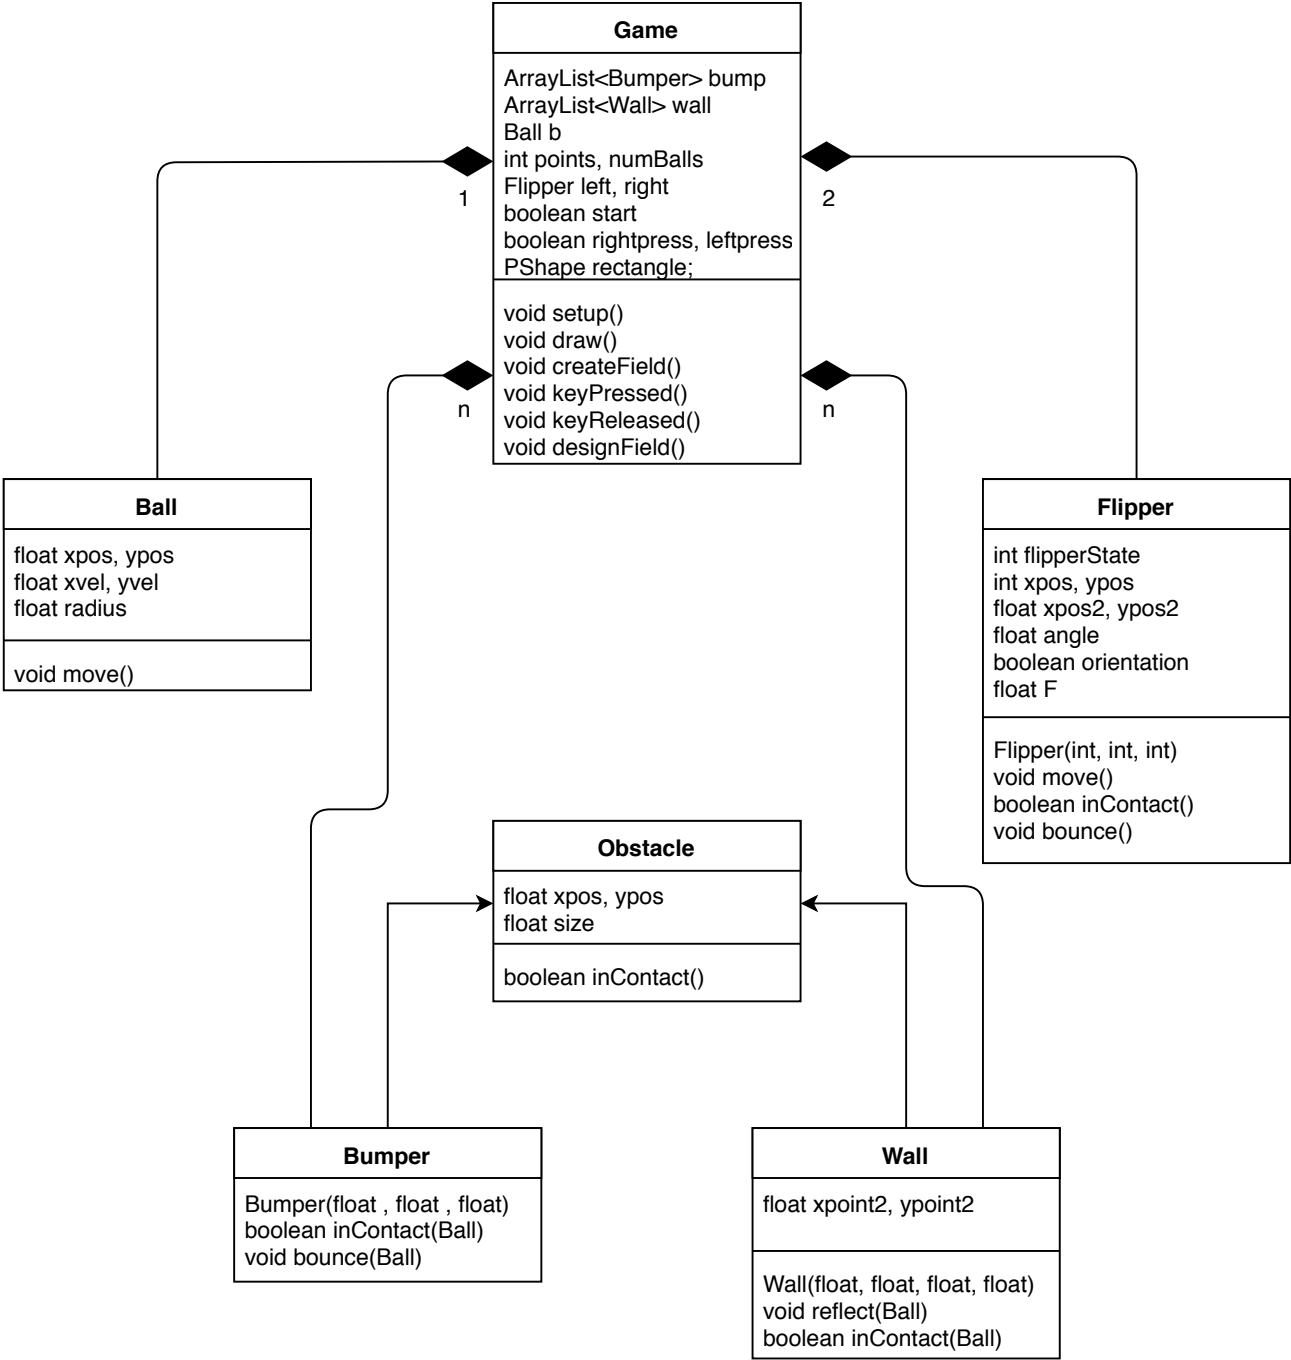 Game
ArrayList<Bumper> bump
ArrayList<Wall> wall
Ball b
int points, numBalls
Flipper left, right
boolean start
boolean rightpress, leftpress
PShape rectangle;
void setup()
void draw()
void createField()
void keyPressed()
void keyReleased()
void designField()
1
2
n
n
Ball
float xpos, ypos
float xvel, yvel
float radius
void move()
Flipper
int flipperState
int xpos, ypos
float xpos2, ypos2
float angle
boolean orientation
float F
Flipper(int, int, int)
void move()
boolean inContact()
void bounce()
Obstacle
float xpos, ypos
float size
boolean inContact()
Bumper
Bumper(float , float , float)
boolean inContact(Ball)
void bounce(Ball)
Wall
float xpoint2, ypoint2
Wall(float, float, float, float)
void reflect(Ball)
boolean inContact(Ball)